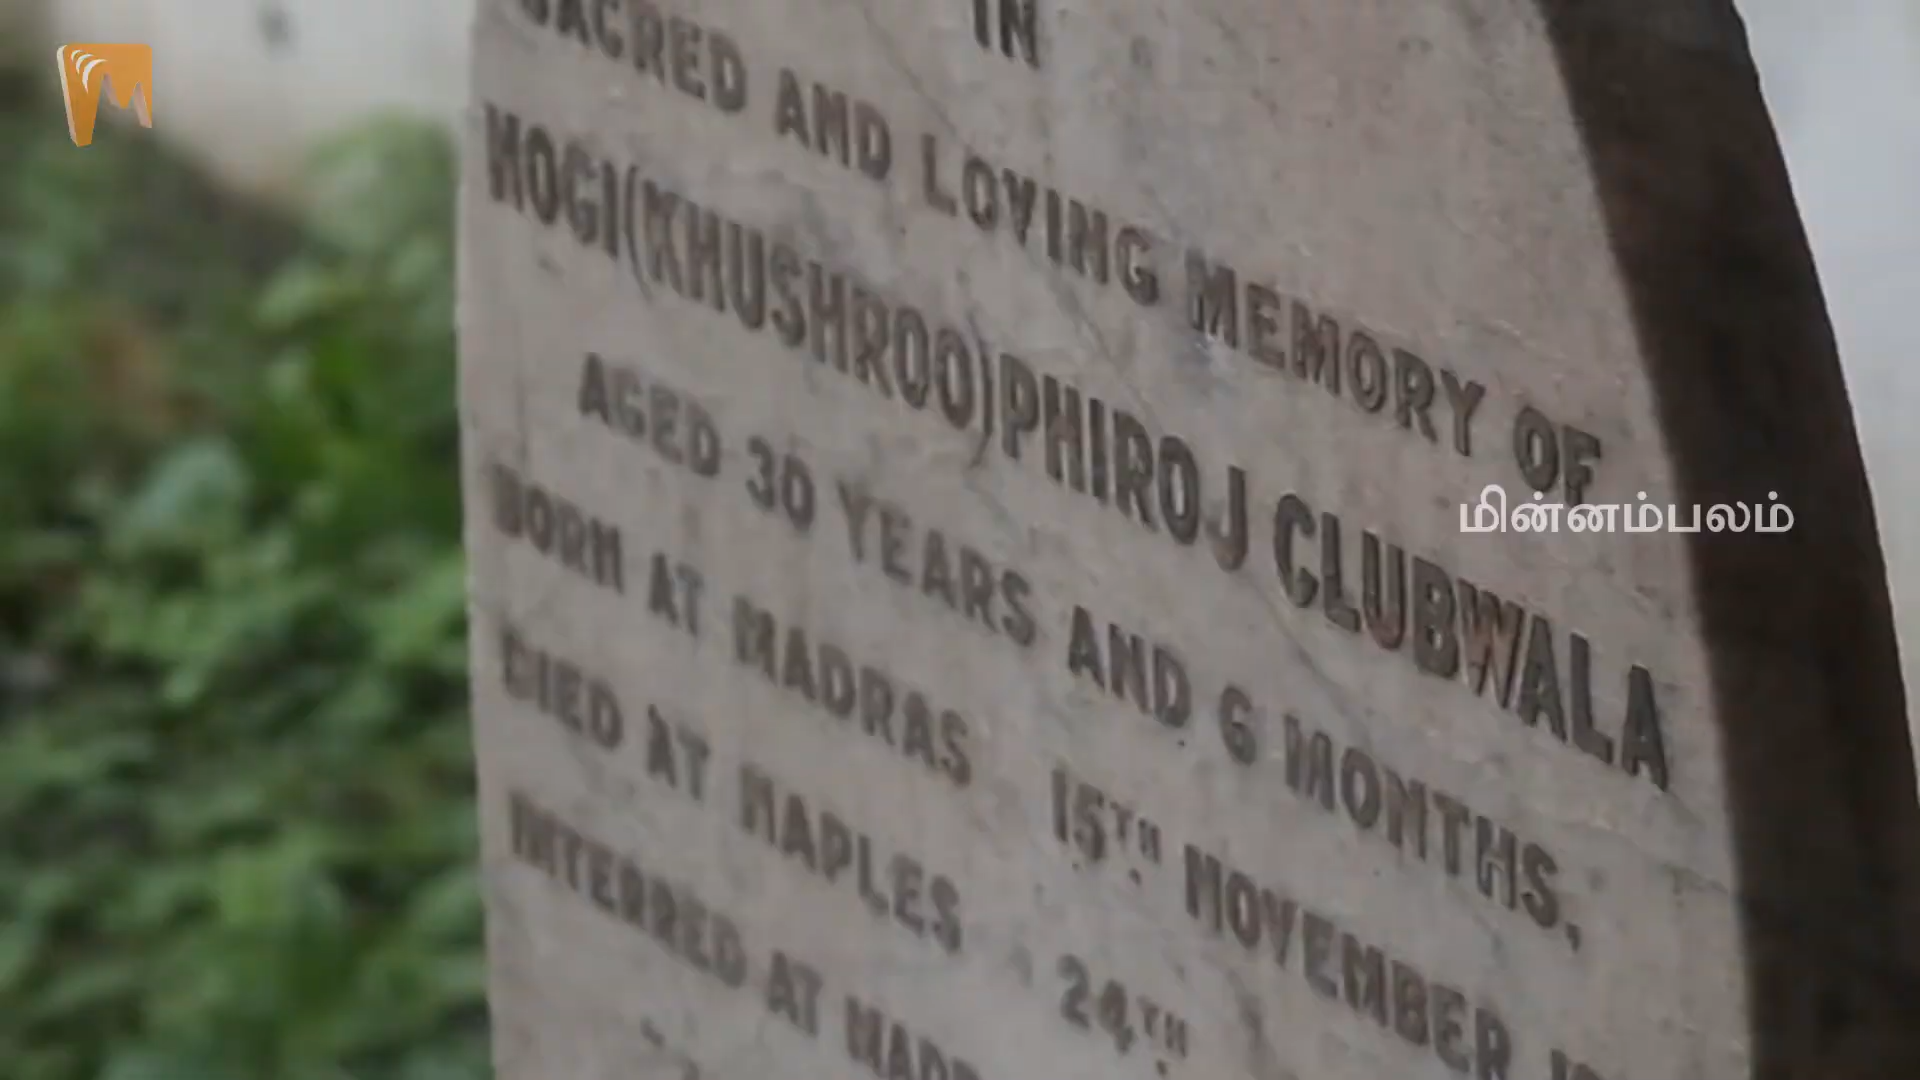 IN
SACRED AND LOVING MEMORY OF
HOGI(KHUSHROO)PHIROJ CLUBWALA
AGED 30 YEARS AND 6 MONTHS,
BORN AT MADRAS 15TH NOVEMBER
DIED AT NAPLES 24TH
INTERRED AT
மின்னம்பலம்